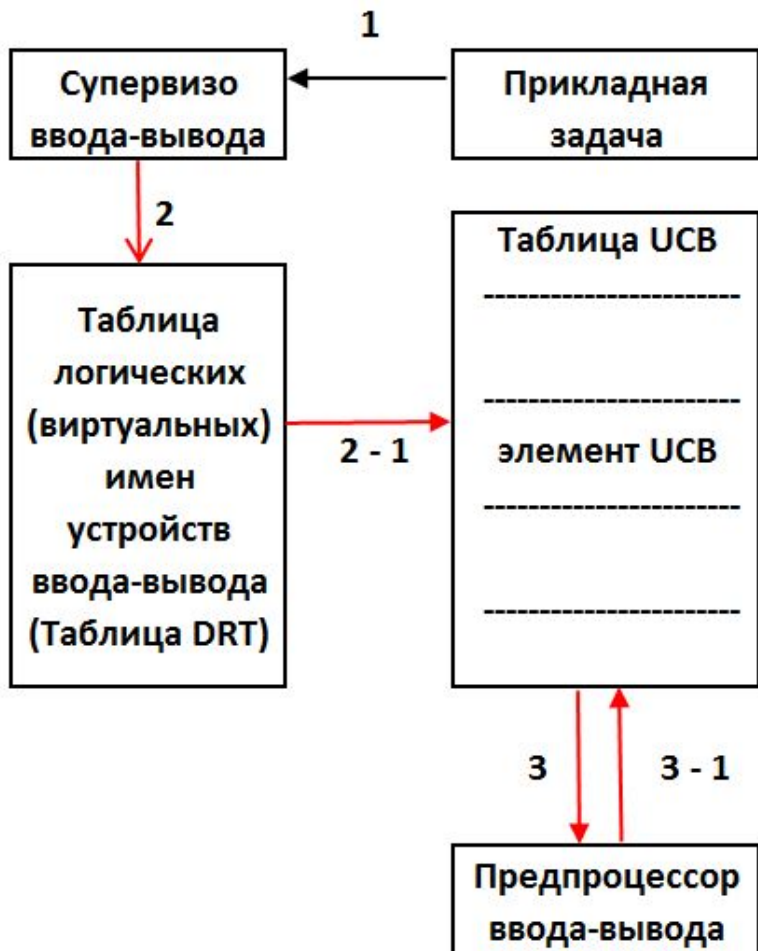 1
Супервизо
ввода-вывода
Прикладная
задача
2
Таблица
логических
(виртуальных)
имен
устройств
ввода-вывода
(Таблица DRT)
2 - 1
Таблица UCB
-----------------------
-----------------------
элемент UCB
-----------------------
-----------------------
3
3 - 1
Предпроцессор
ввода-вывода